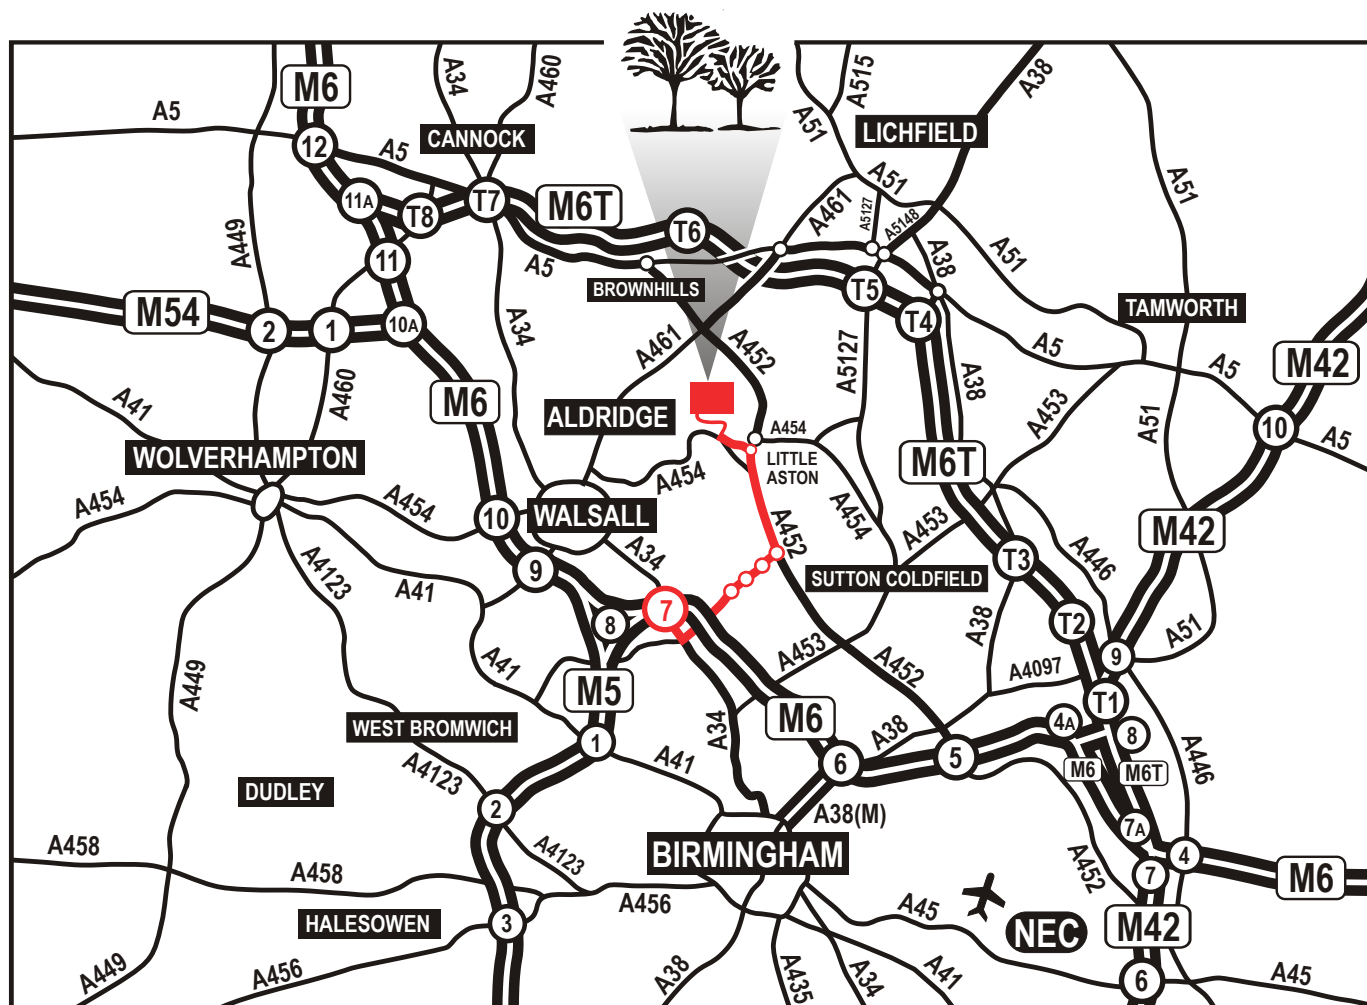 M6
A34
A460
A515
A38
A5
12
CANNOCK
A51
LICHFIELD
A5
11A
T8
T7
M6T
T6
A461
A51
A5127
A5148
A51
A449
11
A5
BROWNHILLS
T5
A38
A51
TAMWORTH
M54
2
1
10A
A34
A461
A452
T4
A5
M42
A41
A460
M6
ALDRIDGE
A5127
A38
A453
A5
A51
10
A5
WOLVERHAMPTON
A454
LITTLE
ASTON
M6T
A454
A454
10
WALSALL
A454
A452
A454
A453
M42
A4123
A41
9
A34
SUTTON COLDFIELD
T3
A446
7
8
T2
A38
A449
A41
A453
A452
A4097
9
A51
M5
WEST BROMWICH
A34
M6
A38
4A
T1
8
1
A41
6
5
M6
M6T
A446
DUDLEY
A4123
2
A38(M)
7A
A458
A458
A4123
BIRMINGHAM
A452
7
4
M6
HALESOWEN
3
A456
A45
NEC
M42
A449
A456
A38
A435
A34
A41
6
A45